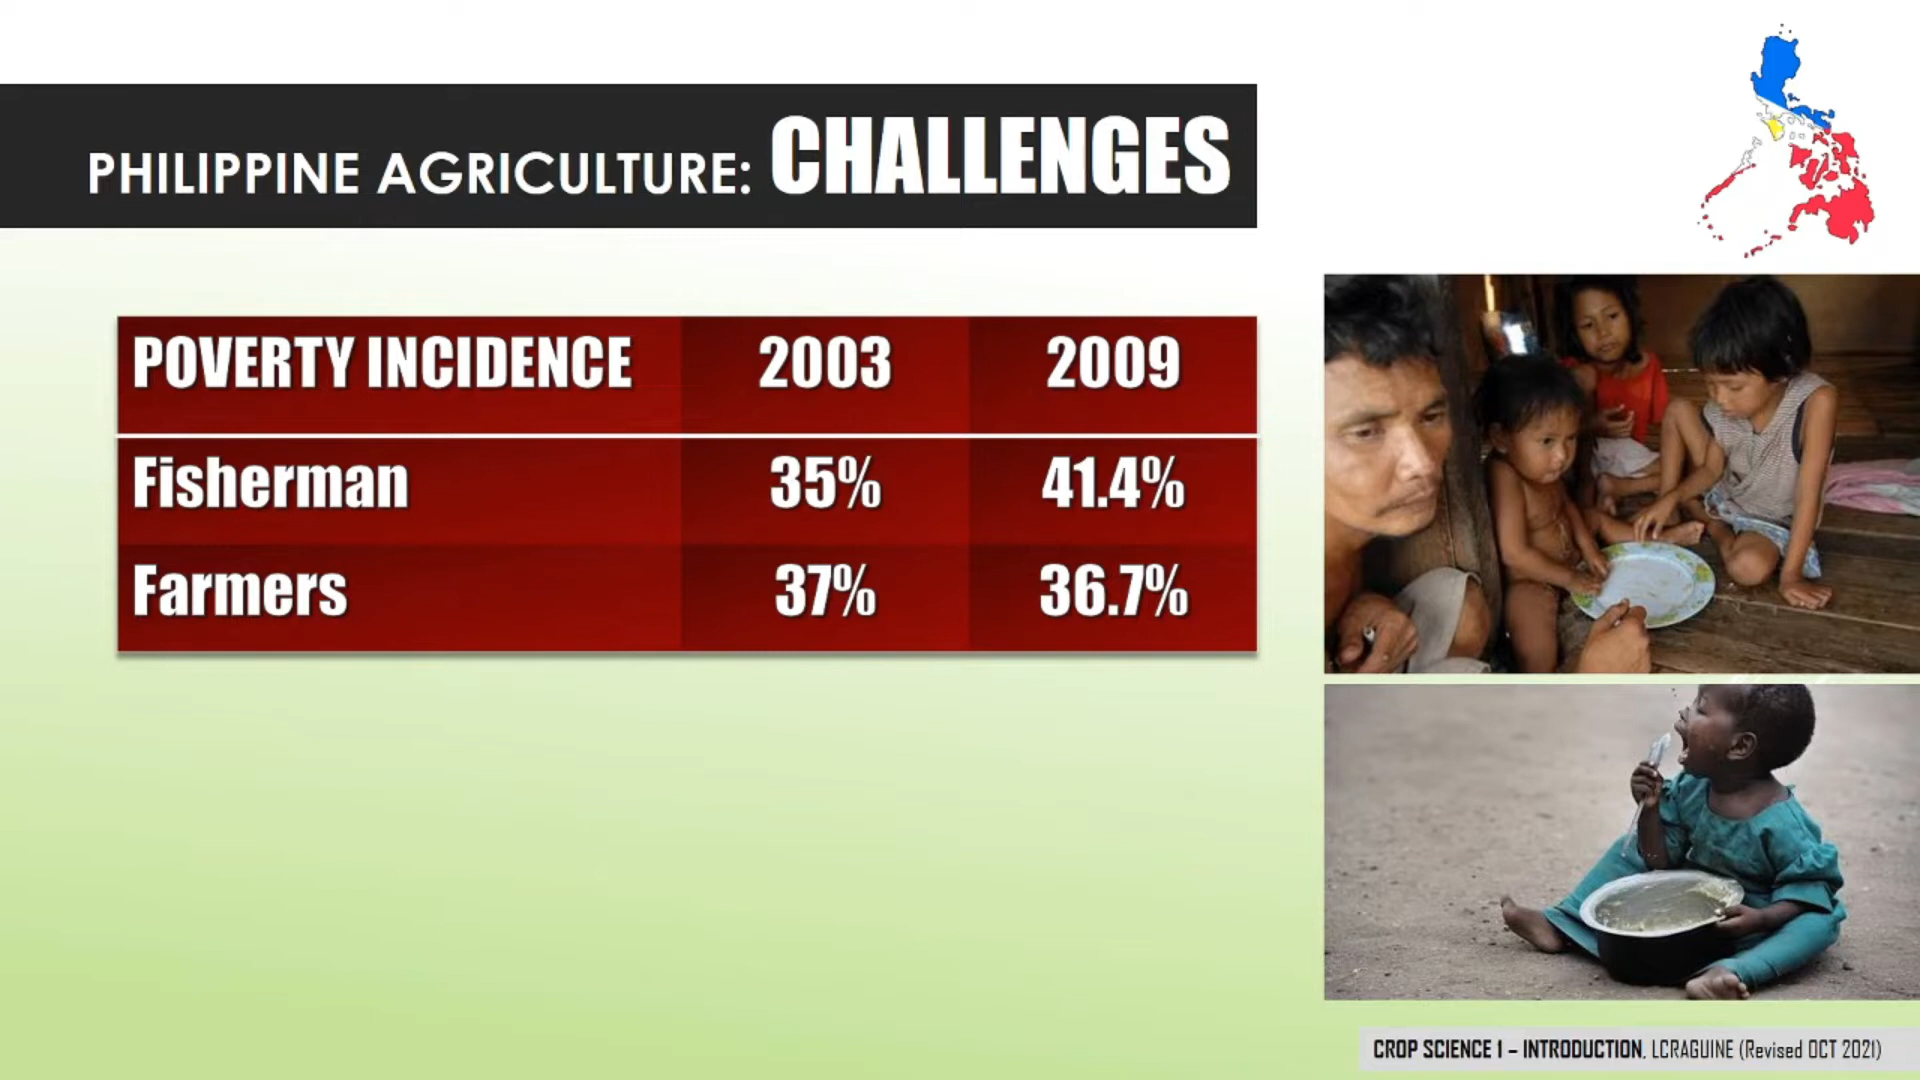 PHILIPPINE AGRICULTURE: CHALLENGES
POVERTY INCIDENCE 2003 2009
Fisherman 35% 41.4%
Farmers 37% 36.7%
CROP SCIENCE 1 – INTRODUCTION. LCRAGUINE (Revised OCT 2021)